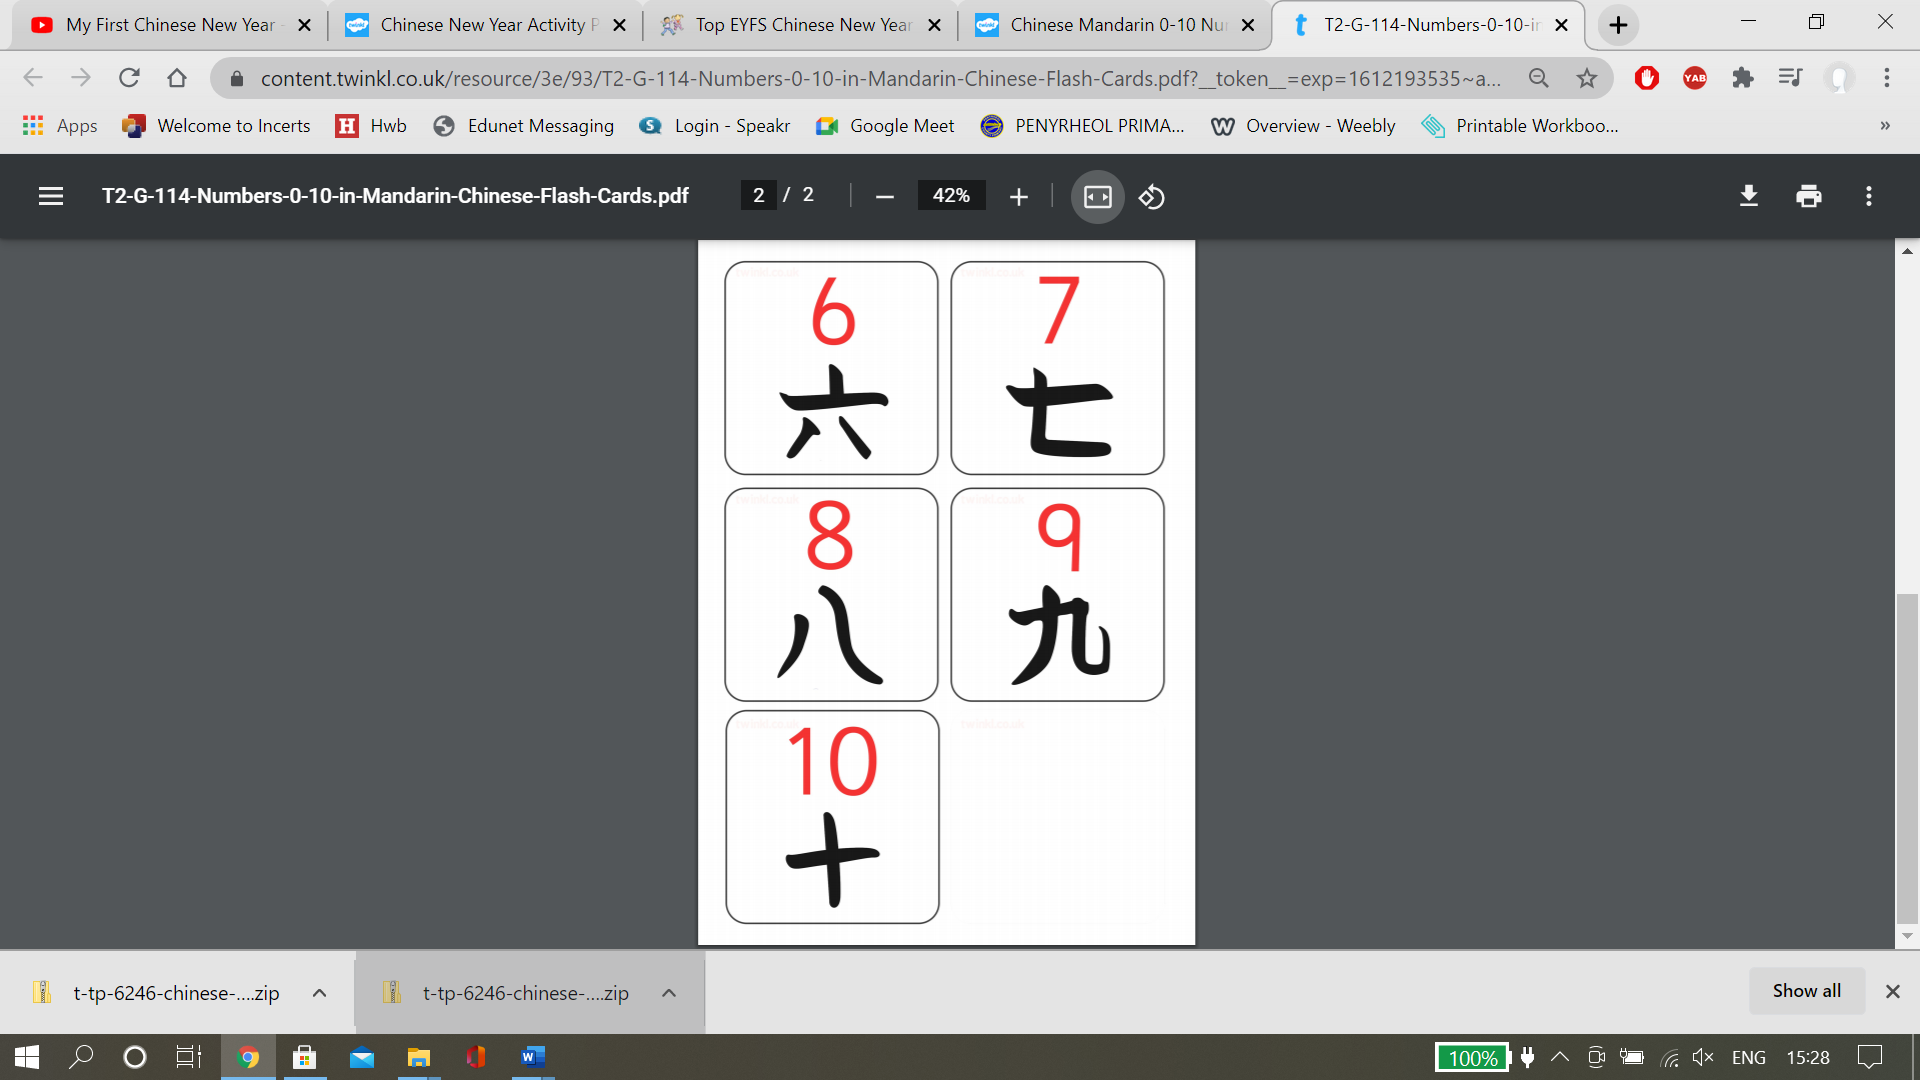 My First Chinese New Year -
Chinese New Year Activity P
Top EYFS Chinese New Year
Chinese Mandarin 0-10 Nu
T2-G-114-Numbers-0-10-in
content.twinkl.co.uk/resource/3e/93/T2-G-114-Numbers-0-10-in-Mandarin-Chinese-Flash-Cards.pdf?__token__=exp=1612193535~a...
YAB
Apps
Welcome to Incerts
Hwb
Edunet Messaging
Login - Speakr
Google Meet
PENYRHEOL PRIMA...
Overview - Weebly
Printable Workboo...
»
T2-G-114-Numbers-0-10-in-Mandarin-Chinese-Flash-Cards.pdf
2 / 2
42%
6
六
7
七
8
八
9
九
10
十
t-tp-6246-chinese-....zip
t-tp-6246-chinese-....zip
Show all
100%
ENG
15:28